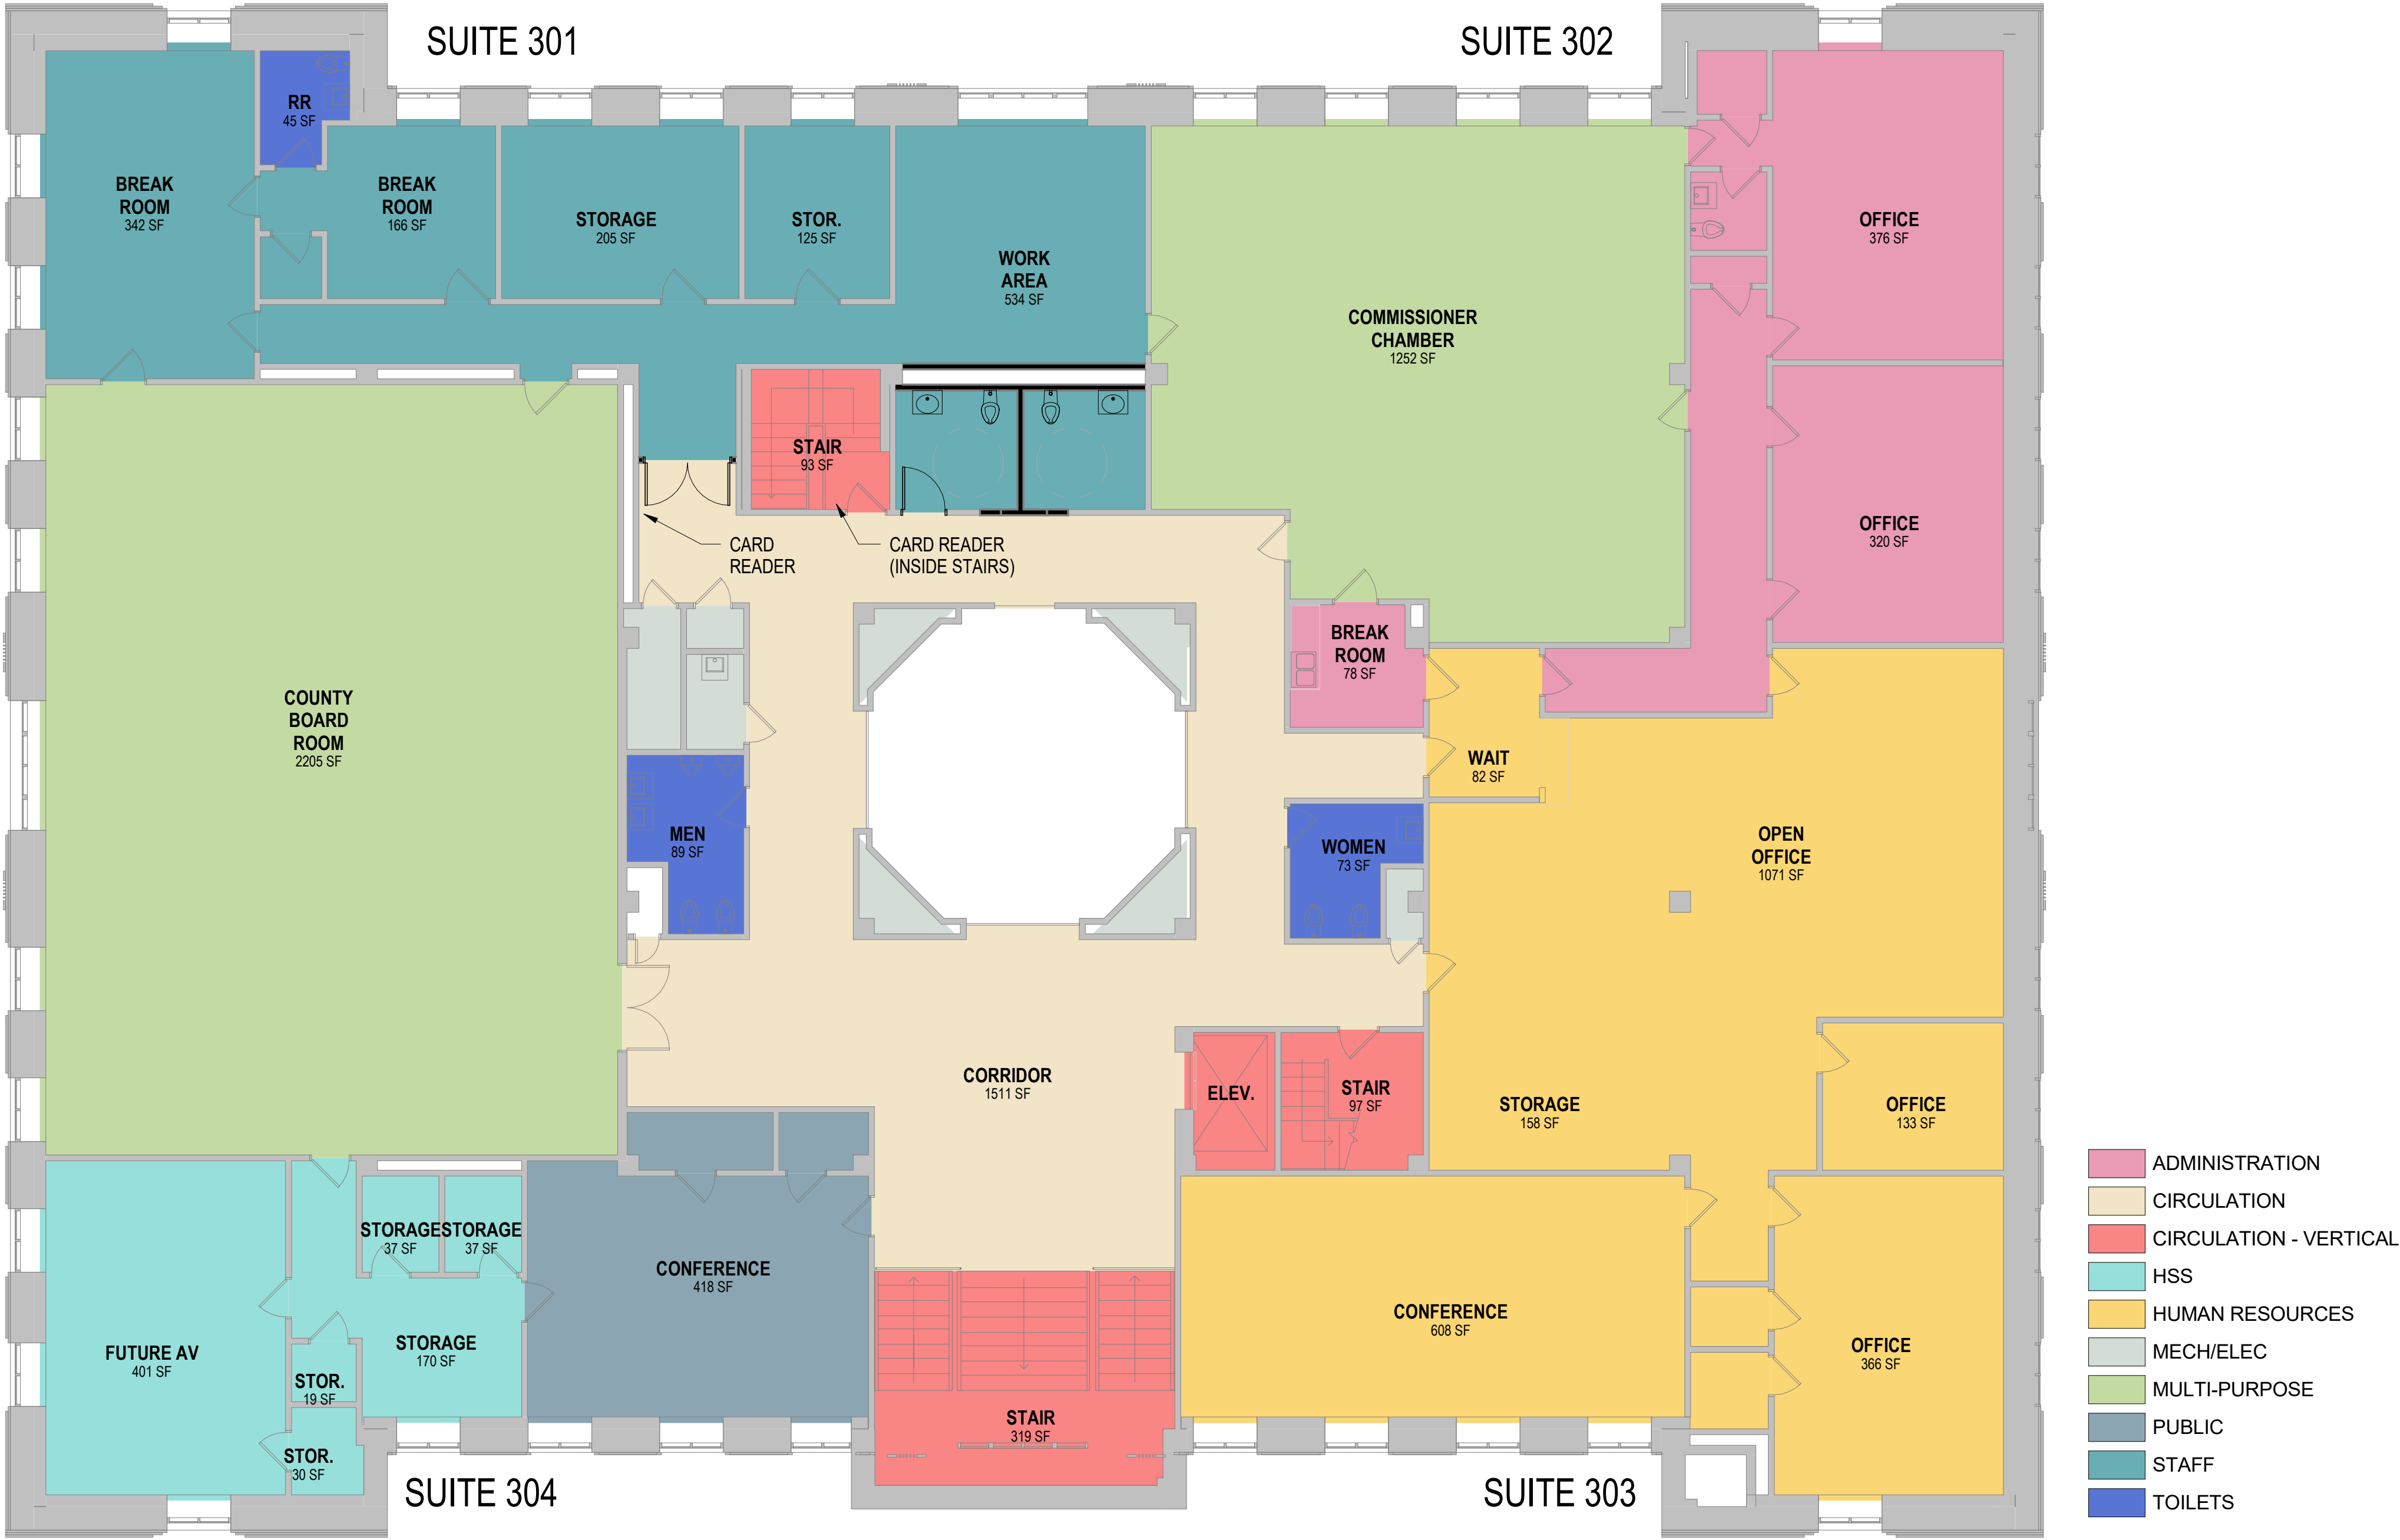 SUITE 301
SUITE 302
RR
45 SF
BREAK
ROOM
342 SF
BREAK
ROOM
166 SF
STORAGE
205 SF
STOR.
125 SF
WORK
AREA
534 SF
COMMISSIONER
CHAMBER
1252 SF
OFFICE
376 SF
STAIR
93 SF
CARD
READER
CARD READER
(INSIDE STAIRS)
OFFICE
320 SF
BREAK
ROOM
78 SF
COUNTY
BOARD
ROOM
2205 SF
WAIT
82 SF
MEN
89 SF
WOMEN
73 SF
OPEN
OFFICE
1071 SF
CORRIDOR
1511 SF
ELEV.
STAIR
97 SF
STORAGE
158 SF
OFFICE
133 SF
STORAGE
37 SF
STORAGE
37 SF
CONFERENCE
418 SF
CONFERENCE
608 SF
FUTURE AV
401 SF
STORAGE
170 SF
STOR.
19 SF
STOR.
30 SF
STAIR
319 SF
OFFICE
366 SF
SUITE 304
SUITE 303
ADMINISTRATION
CIRCULATION
CIRCULATION - VERTICAL
HSS
HUMAN RESOURCES
MECH/ELEC
MULTI-PURPOSE
PUBLIC
STAFF
TOILETS